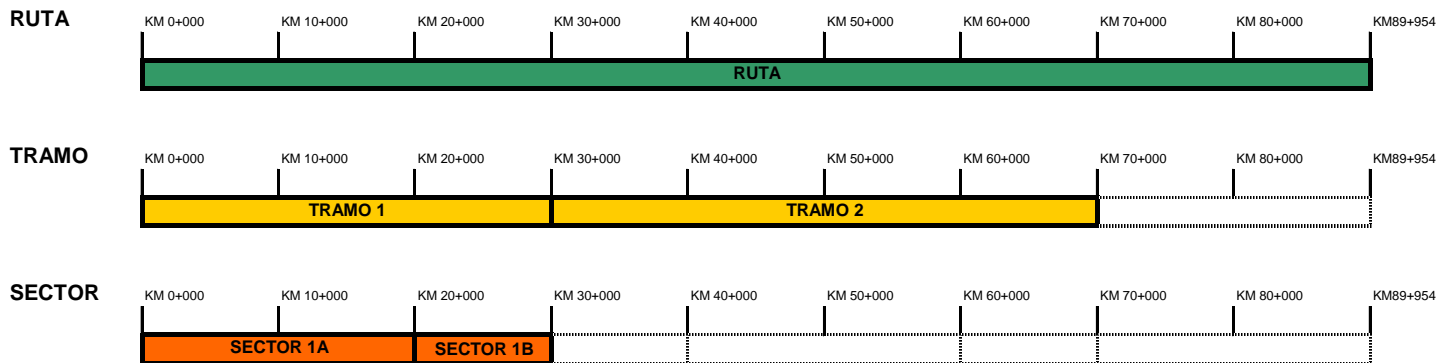 RUTA KM 0+000 KM 10+000 KM 20+000 KM 30+000 KM 40+000 KM 50+000 KM 60+000 KM 70+000 KM 80+000 KM89+954
RUTA
TRAMO KM 0+000 KM 10+000 KM 20+000 KM 30+000 KM 40+000 KM 50+000 KM 60+000 KM 70+000 KM 80+000 KM89+954
TRAMO 1 TRAMO 2
SECTOR KM 0+000 KM 10+000 KM 20+000 KM 30+000 KM 40+000 KM 50+000 KM 60+000 KM 70+000 KM 80+000 KM89+954
SECTOR 1A SECTOR 1B